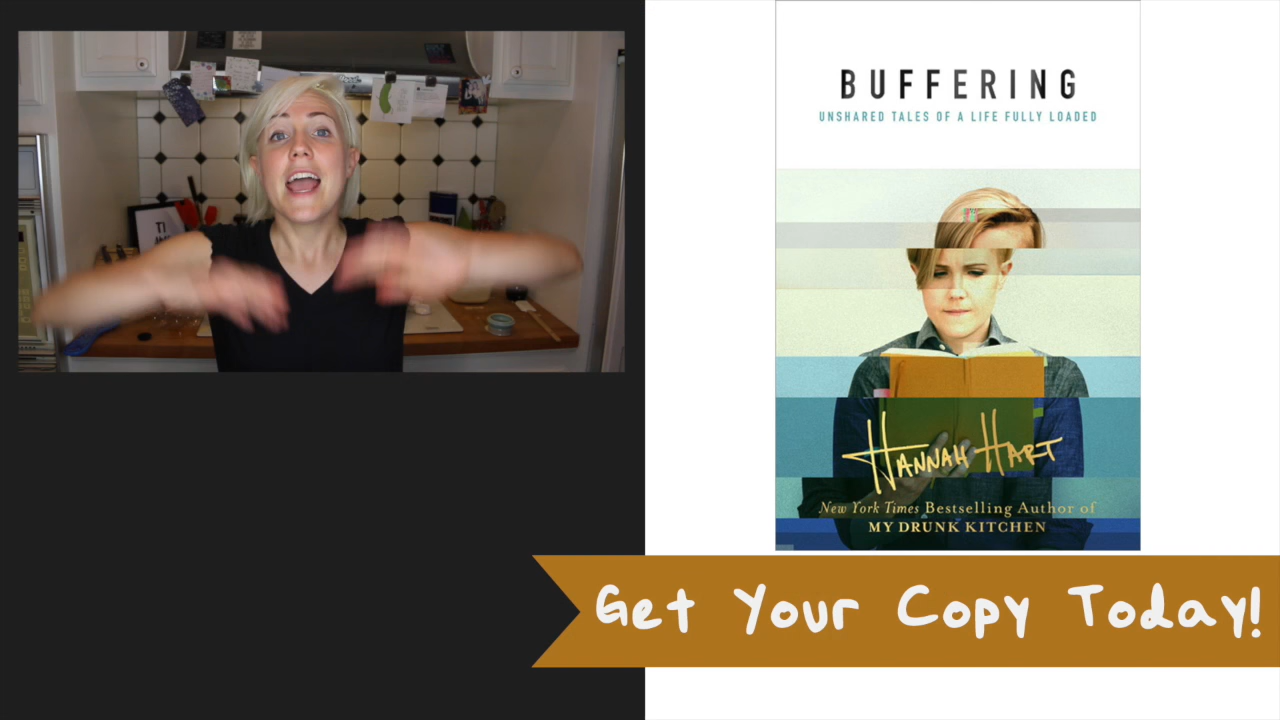 BUFFERING
UNSHARED TALES OF A LIFE FULLY LOADED
HANNAH HART
New York Times Bestselling Author of
MY DRUNK KITCHEN
Get Your Copy Today!